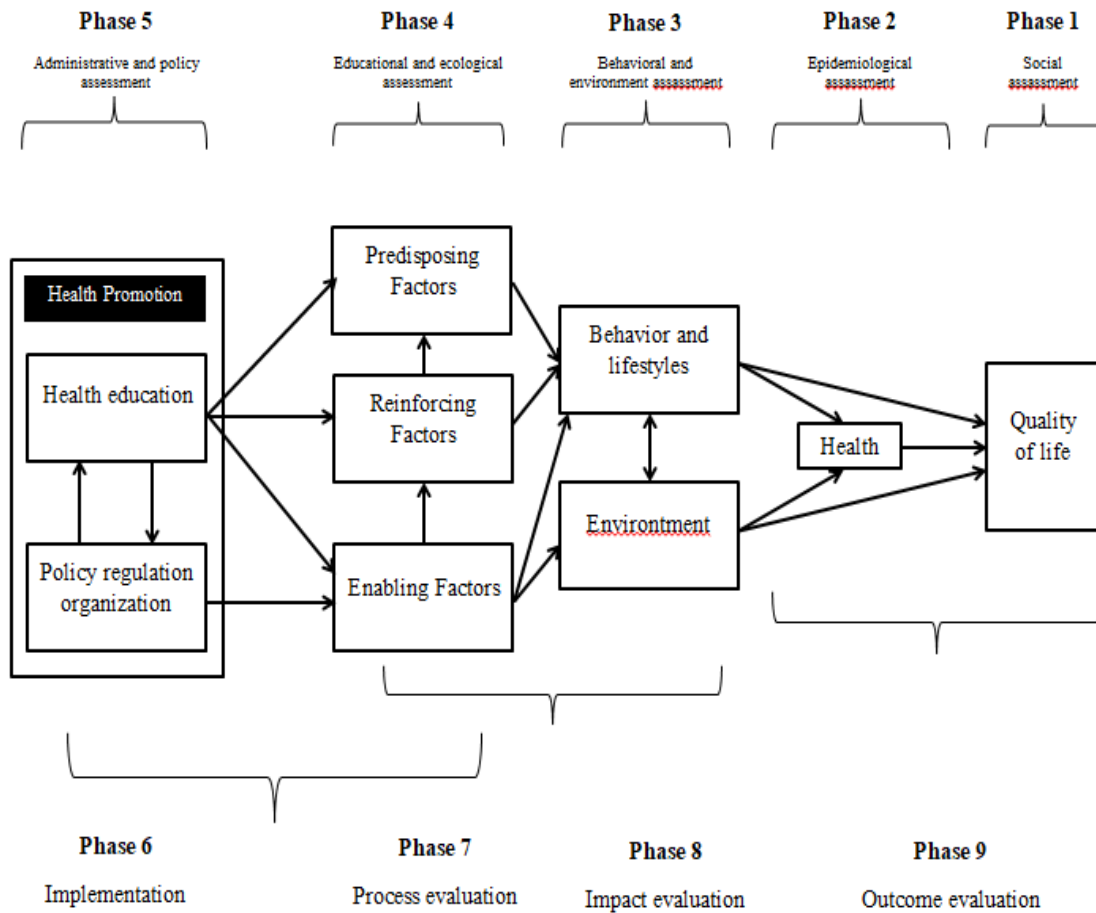 Phase 5
Phase 4
Phase 3
Phase 2
Phase 1
Administrative and policy
assessment
Educational and ecological
assessment
Behavioral and
environment assassment
Epidemiological
assassment
Social
assassment
Health Promotion
Health education
Policy regulation
organization
Predisposing
Factors
Reinforcing
Factors
Enabling Factors
Behavior and
lifestyles
Environtment
Health
Quality
of life
Phase 6
Phase 7
Phase 8
Phase 9
Implementation
Process evaluation
Impact evaluation
Outcome evaluation